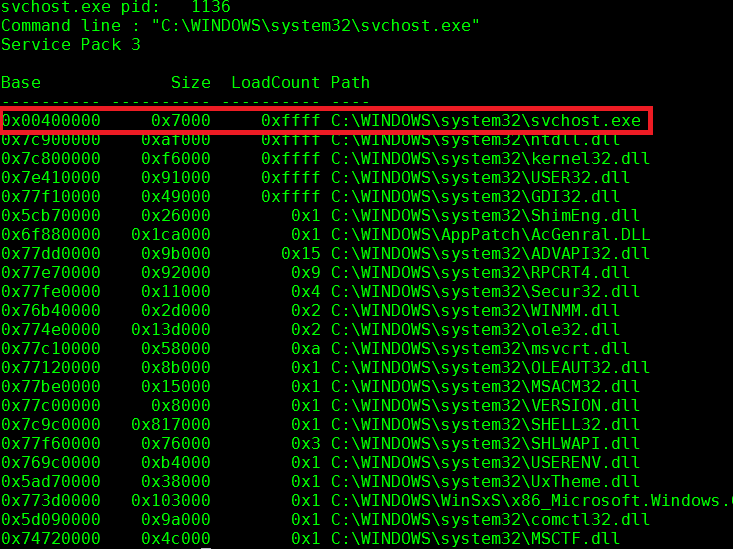 svchost.exe pid:   1136
Command line : "C:\WINDOWS\system32\svchost.exe"
Service Pack 3
Base             Size  LoadCount Path
---------- ---------- ---------- ----
0x00400000     0x7000     0xffff C:\WINDOWS\system32\svchost.exe
0x7c900000    0xaf000     0xffff C:\WINDOWS\system32\ntdll.dll
0x7c800000    0xf6000     0xffff C:\WINDOWS\system32\kernel32.dll
0x7e410000    0x91000     0xffff C:\WINDOWS\system32\USER32.dll
0x77f10000    0x49000     0xffff C:\WINDOWS\system32\GDI32.dll
0x5cb70000    0x26000        0x1 C:\WINDOWS\system32\ShimEng.dll
0x6f880000   0x1ca000        0x1 C:\WINDOWS\AppPatch\AcGenral.DLL
0x77dd0000    0x9b000       0x15 C:\WINDOWS\system32\ADVAPI32.dll
0x77e70000    0x92000        0x9 C:\WINDOWS\system32\RPCRT4.dll
0x77fe0000    0x11000        0x4 C:\WINDOWS\system32\Secur32.dll
0x76b40000    0x2d000        0x2 C:\WINDOWS\system32\WINMM.dll
0x774e0000   0x13d000        0x2 C:\WINDOWS\system32\ole32.dll
0x77c10000    0x58000        0xa C:\WINDOWS\system32\msvcrt.dll
0x77120000    0x8b000        0x1 C:\WINDOWS\system32\OLEAUT32.dll
0x77be0000    0x15000        0x1 C:\WINDOWS\system32\MSACM32.dll
0x77c00000     0x8000        0x1 C:\WINDOWS\system32\VERSION.dll
0x7c9c0000   0x817000        0x1 C:\WINDOWS\system32\SHELL32.dll
0x77f60000    0x76000        0x3 C:\WINDOWS\system32\SHLWAPI.dll
0x769c0000    0xb4000        0x1 C:\WINDOWS\system32\USERENV.dll
0x5ad70000    0x38000        0x1 C:\WINDOWS\system32\UxTheme.dll
0x773d0000   0x103000        0x1 C:\WINDOWS\WinSxS\x86_Microsoft.Windows.
0x5d090000    0x9a000        0x1 C:\WINDOWS\system32\comctl32.dll
0x74720000    0x4c000        0x1 C:\WINDOWS\system32\MSCTF.dll